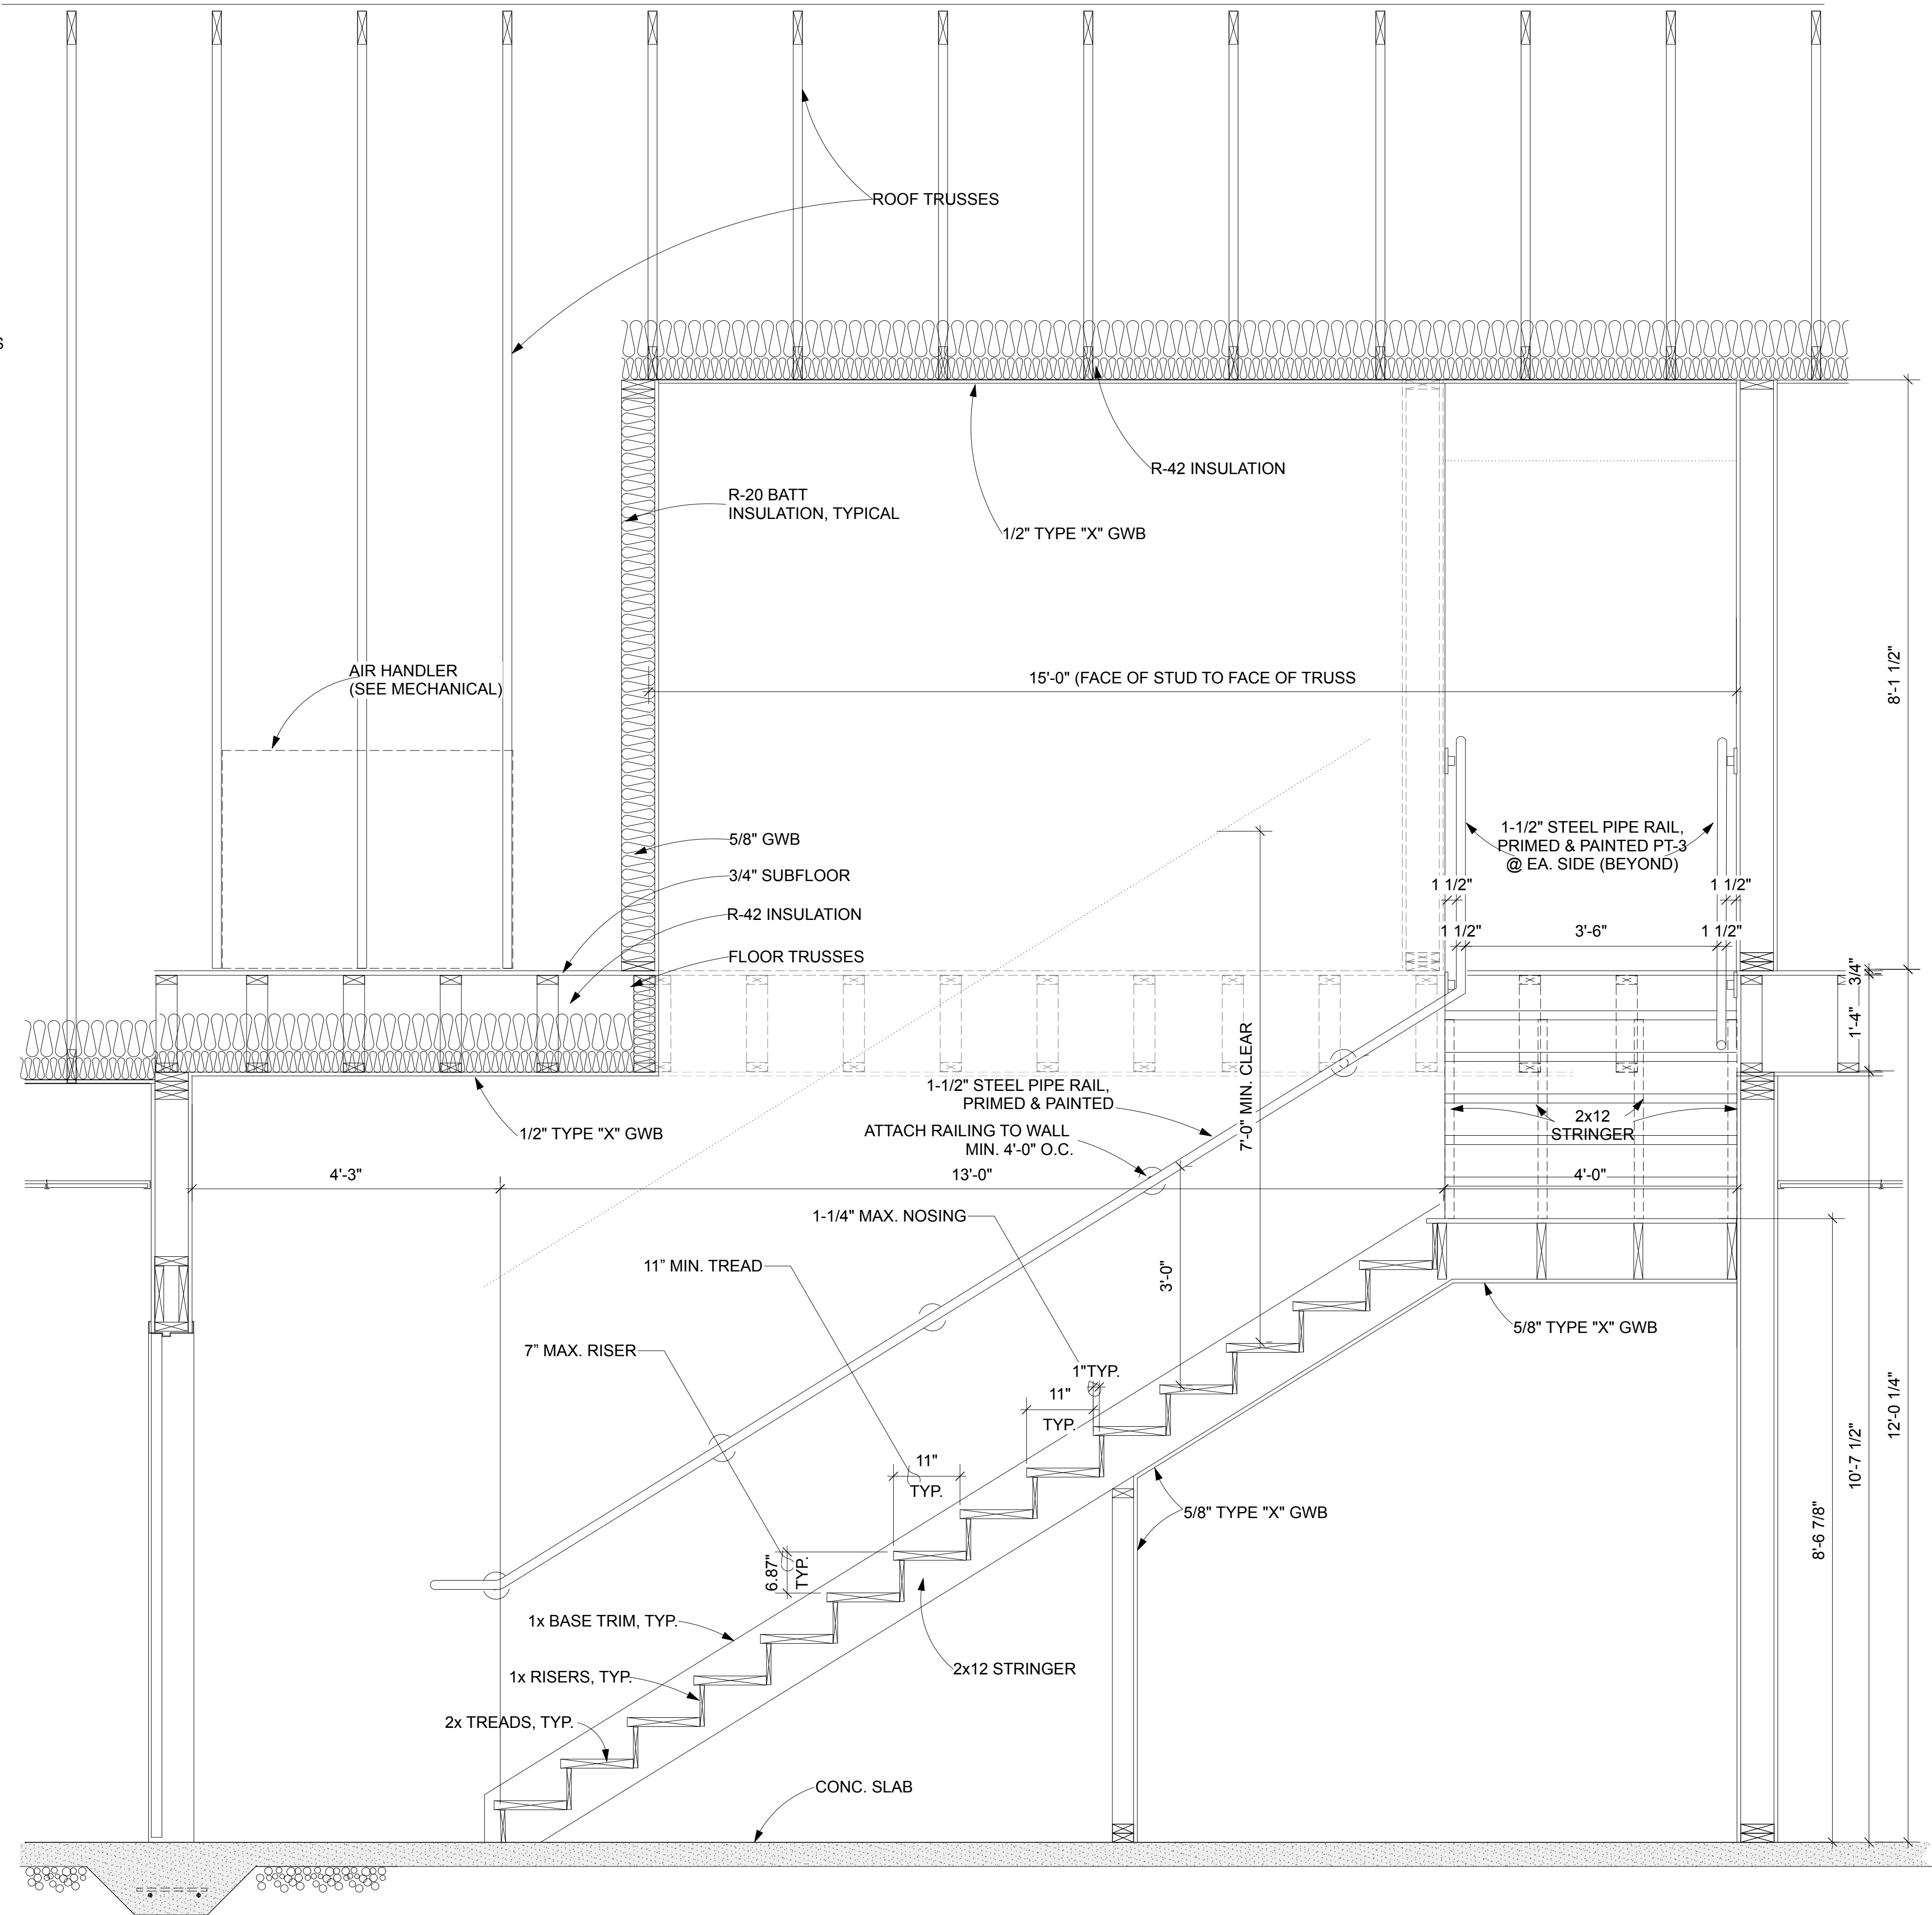 ROOF TRUSSES
S
R-42 INSULATION
R-20 BATT
INSULATION, TYPICAL
1/2" TYPE "X" GWB
8'-1 1/2"
AIR HANDLER
(SEE MECHANICAL)
15'-0" (FACE OF STUD TO FACE OF TRUSS
5/8" GWB
3/4" SUBFLOOR
R-42 INSULATION
FLOOR TRUSSES
1-1/2" STEEL PIPE RAIL,
PRIMED & PAINTED PT-3
@ EA. SIDE (BEYOND)
1 1/2"
1 1/2"
1 1/2"
3'-6"
1 1/2"
3/4"
1'-4"
7'-0" MIN. CLEAR
1-1/2" STEEL PIPE RAIL,
PRIMED & PAINTED
ATTACH RAILING TO WALL
MIN. 4'-0" O.C.
2x12
STRINGER
1/2" TYPE "X" GWB
4'-3"
13'-0"
4'-0"
1-1/4" MAX. NOSING
11” MIN. TREAD
3'-0"
7” MAX. RISER
5/8" TYPE "X" GWB
1"TYP.
11"
TYP.
11"
TYP.
5/8" TYPE "X" GWB
6.87"
TYP.
8'-6 7/8"
10'-7 1/2"
12'-0 1/4"
1x BASE TRIM, TYP.
2x12 STRINGER
1x RISERS, TYP.
2x TREADS, TYP.
CONC. SLAB